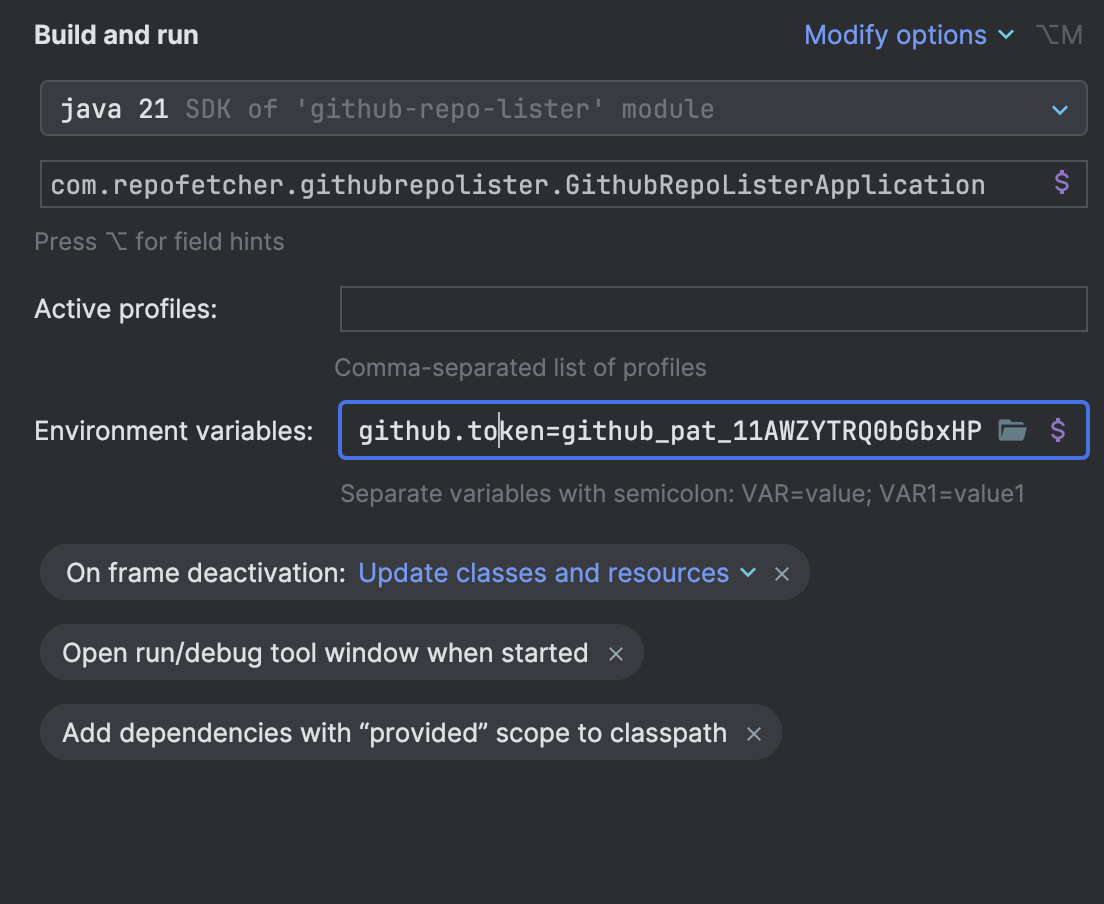 Build and run
Modify options ⌥M
java 21 SDK of 'github-repo-lister' module
com.repofetcher.githubrepolister.GithubRepoListerApplication $
Press ⌥ for field hints
Active profiles:
Comma-separated list of profiles
Environment variables: github.token=github_pat_11AWZYTRQ0bGbxHP $
Separate variables with semicolon: VAR=value; VAR1=value1
On frame deactivation: Update classes and resources ×
Open run/debug tool window when started ×
Add dependencies with “provided” scope to classpath ×